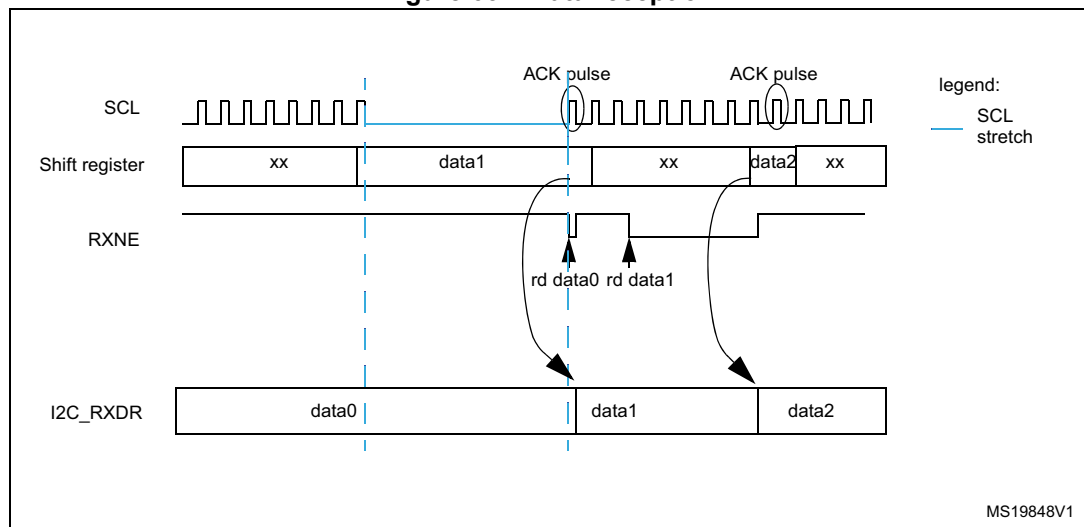 ACK pulse
ACK pulse
legend:
SCL
SCL
stretch
Shift register
xx
data1
xx
data2
xx
RXNE
rd data0
rd data1
I2C_RXDR
data0
data1
data2
MS19848V1